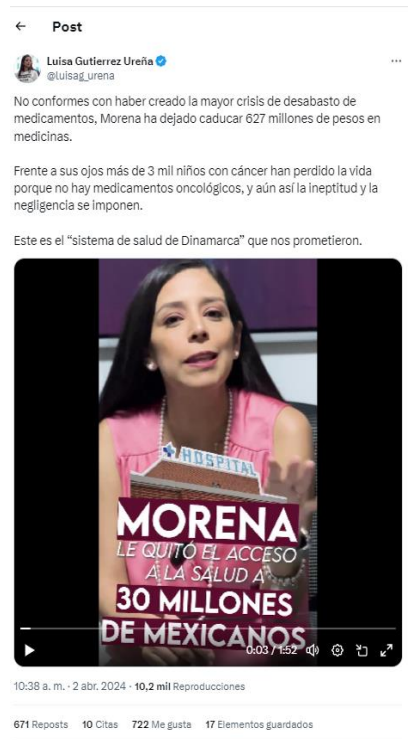 Post
Luisa Gutierrez Ureña
@luisag_urena
No conformes con haber creado la mayor crisis de desabasto de
medicamentos, Morena ha dejado caducar 627 millones de pesos en
medicinas.
Frente a sus ojos más de 3 mil niños con cáncer han perdido la vida
porque no hay medicamentos oncológicos, y aún así la ineptitud y la
negligencia se imponen.
Este es el “sistema de salud de Dinamarca” que nos prometieron.
HOSPITAL
MORENA
LE QUITÓ EL ACCESO
A LA SALUD A
30 MILLONES
DE MEXICANOS
0:03 / 1:52
10:38 a. m. · 2 abr. 2024 · 10,2 mil Reproducciones
671 Reposts 10 Citas 722 Me gusta 17 Elementos guardados